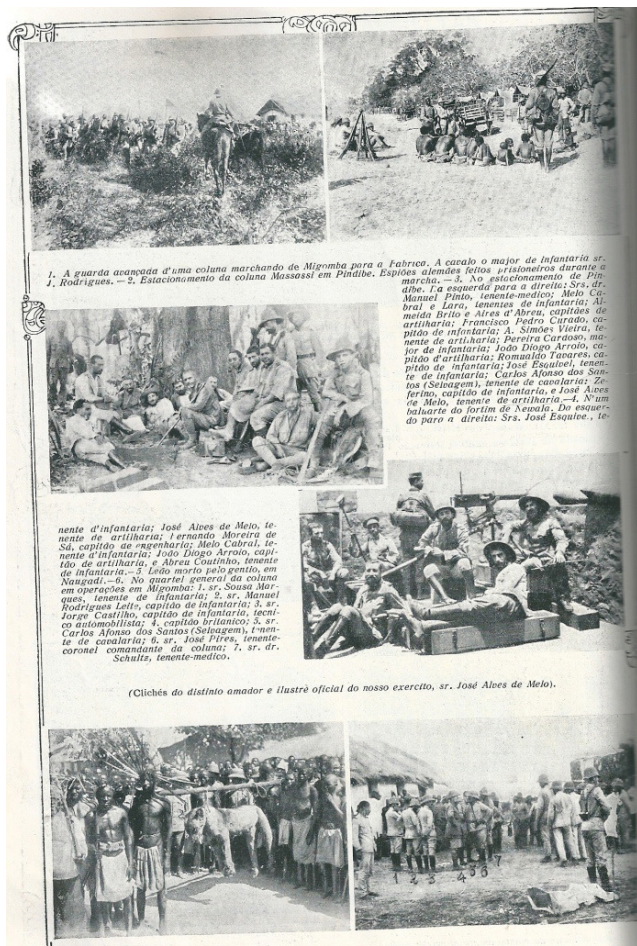 1. A guarda avançada d'uma coluna marchando de Migomba para a Fabrica. A cavalo o major de infantaria sr.
J. Rodrigues. — 2. Estacionamento da coluna Massassi em Pindibe. Espiões alemães feitos prisioneiros durante a
marcha. — 3. No estacionamento de Pin-
dibe. Da esquerda para a direita: Srs. dr.
Manuel Pinto, tenente-medico; Melo Ca-
bral e Lara, tenentes de infantaria; Al-
meida Brito e Aires d'Abreu, capitães de
artilharia; Francisco Pedro Curado, ca-
pitão de infantaria; A. Simões Vieira, te-
nente de artilharia; Pereira Cardoso, ma-
jor de infantaria; João Diogo Arroio, ca-
pitão d'artilharia; Romualdo Tavares, ca-
pitão de infantaria; José Esquivel, tenen-
te de infantaria; Carlos Afonso dos San-
tos (Selvagem), tenente de cavalaria; Ze-
ferino, capitão de infantaria, e José Alves
de Melo, tenente de artilharia.—4. N'um
baluarte do fortim de Newala. Da esquer-
do para a direita: Srs. José Esquive., te-
nente d'infantaria; José Alves de Melo, te-
nente de artilharia; Fernando Moreira de
Sá, capitão de engenharia; Melo Cabral, te-
nente d'infantaria; João Diogo Arroio, capi-
tão de artilharia, e Abreu Coutinho, tenente
de infantaria.—5 Leão morto pelo gentio, em
Naugadi.—6. No quartel general da coluna
em operações em Migomba: 1. sr. Sousa Mar-
ques, tenente de infantaria; 2. sr. Manuel
Rodrigues Leite, capitão de infantaria; 3. sr.
Jorge Castilho, capitão de infantaria, tecni-
co automobilista; 4. capitão britanico; 5. sr.
Carlos Afonso dos Santos (Selvagem), tenen-
te de cavalaria; 6. sr. José Pires, tenente-
coronel comandante da coluna; 7. sr. dr.
Schultz, tenente-medico.
(Clichés do distinto amador e ilustre oficial do nosso exercito, sr. José Alves de Melo).
1 2 3 4 5 6 7